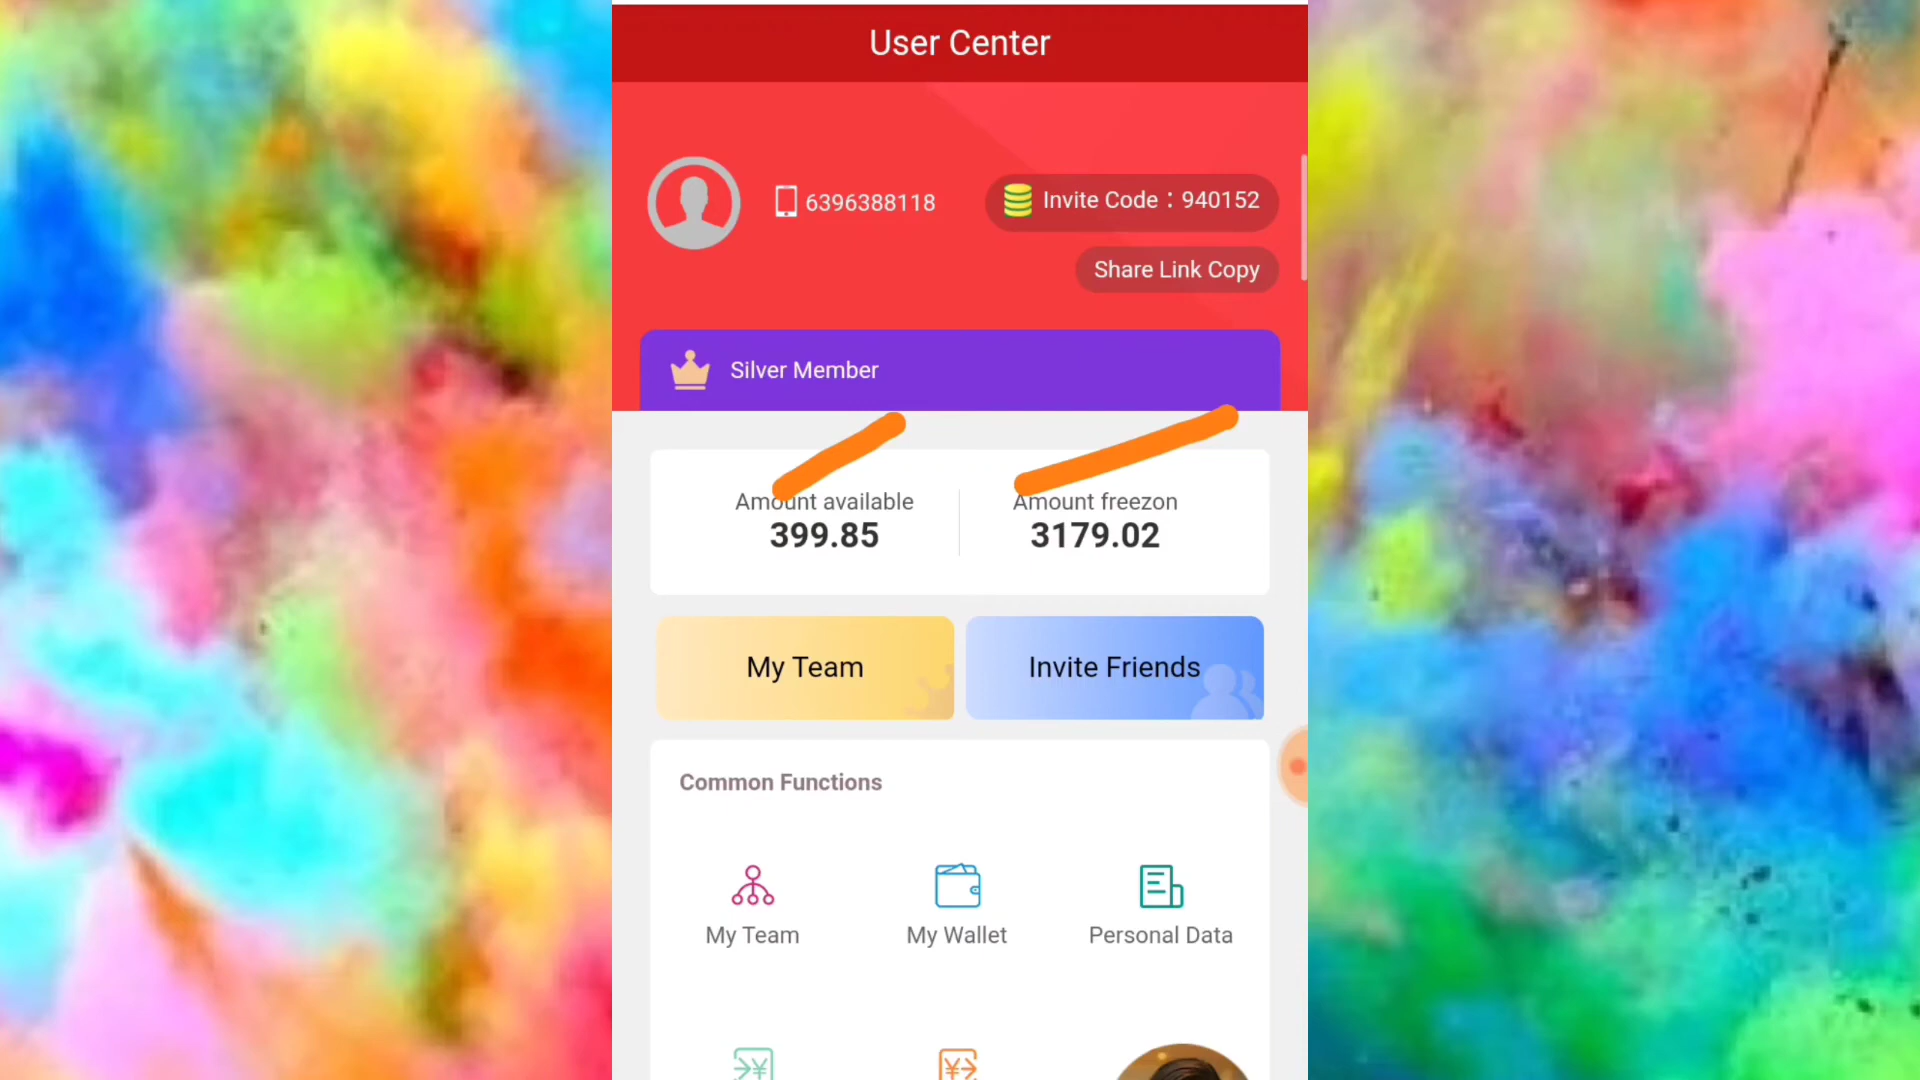 User Center
6396388118
Invite Code：940152
Share Link Copy
Silver Member
Amount available
Amount freezon
399.85
3179.02
My Team
Invite Friends
Common Functions
My Team
My Wallet
Personal Data